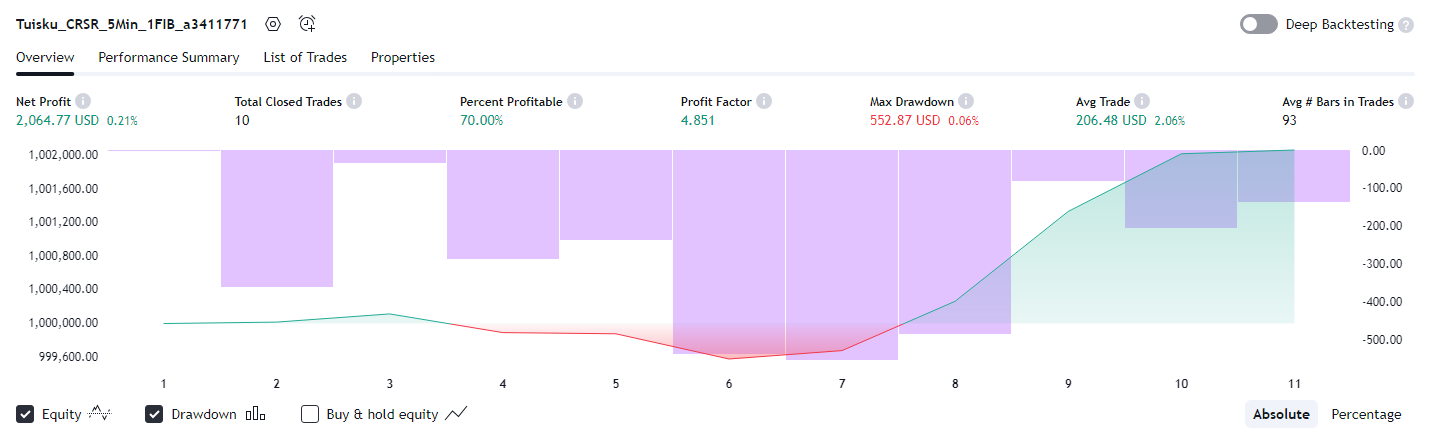 Tuisku_CRSR_5Min_1FIB_a3411771 Deep Backtesting ?
Overview Performance Summary List of Trades Properties
Net Profit Total Closed Trades Percent Profitable Profit Factor Max Drawdown Avg Trade Avg # Bars in Trades
2,064.77 USD 0.21% 10 70.00% 4.851 552.87 USD 0.06% 206.48 USD 2.06% 93
1,002,000.00 0.00
1,001,600.00 -100.00
1,001,200.00 -200.00
1,000,800.00 -300.00
1,000,400.00 -400.00
1,000,000.00 -500.00
999,600.00
1 2 3 4 5 6 7 8 9 10 11
Equity Drawdown Buy & hold equity Absolute Percentage